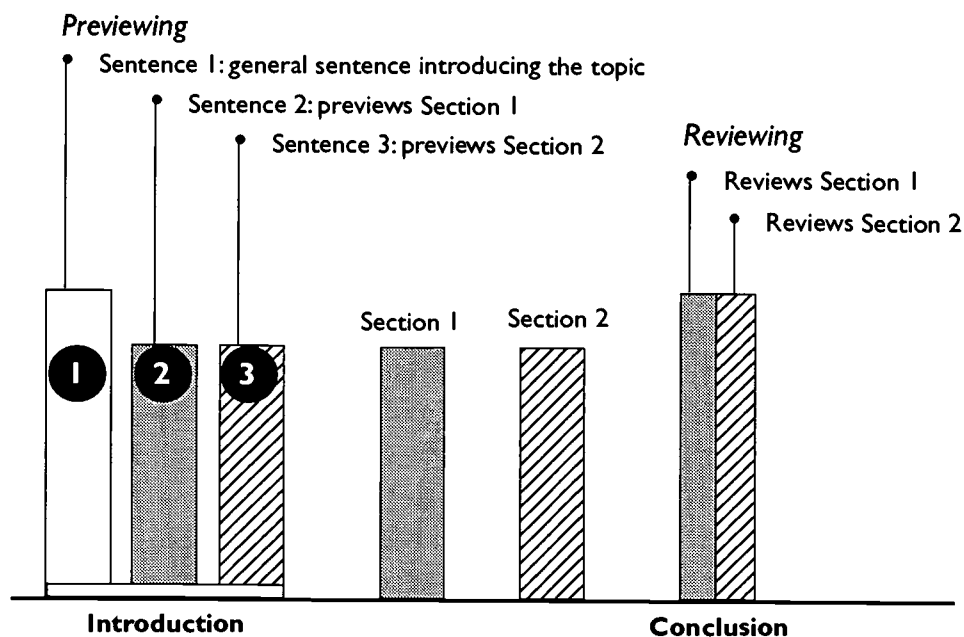 Previewing
Sentence 1: general sentence introducing the topic
Sentence 2: previews Section 1
Sentence 3: previews Section 2
Reviewing
Reviews Section 1
Reviews Section 2
Section 1
Section 2
1
2
3
Introduction
Conclusion